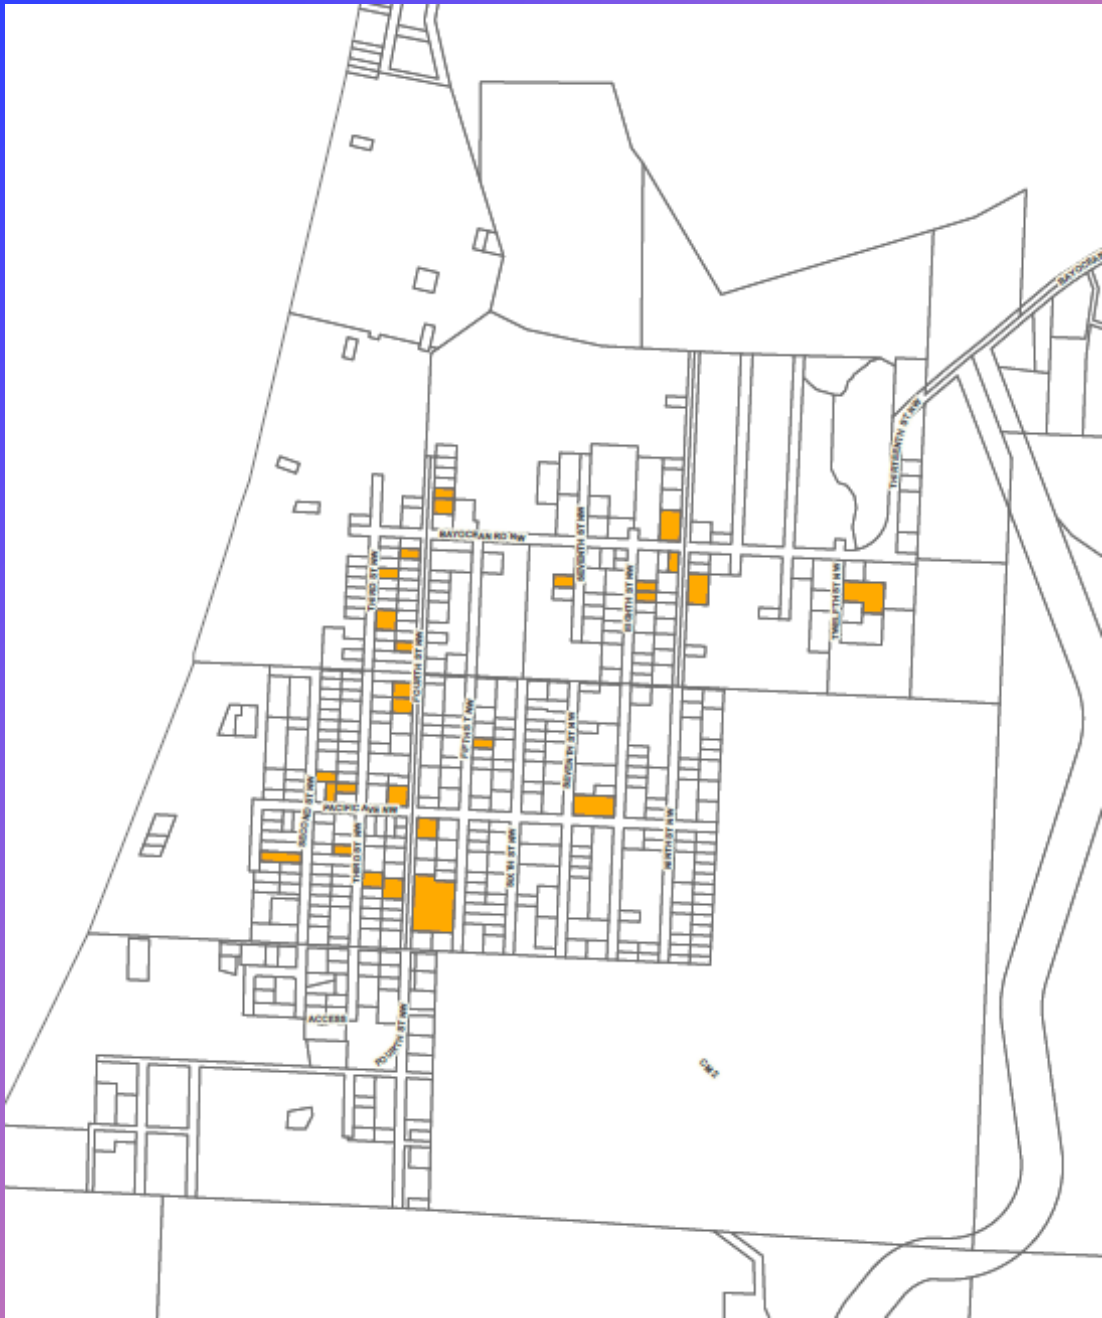 BAYOCEAN
THIRTEENTH ST NW
BAYOCEAN RD NW
SEVENTH ST NW
THIRD ST NW
EIGHTH ST NW
TWELFTH ST NW
FOURTH ST NW
FIFTH ST NW
SEVENTH ST NW
SECOND ST NW
PACIFIC AVE NW
THIRD ST NW
SIXTH ST NW
NINTH ST NW
ACCESS
FOURTH ST NW